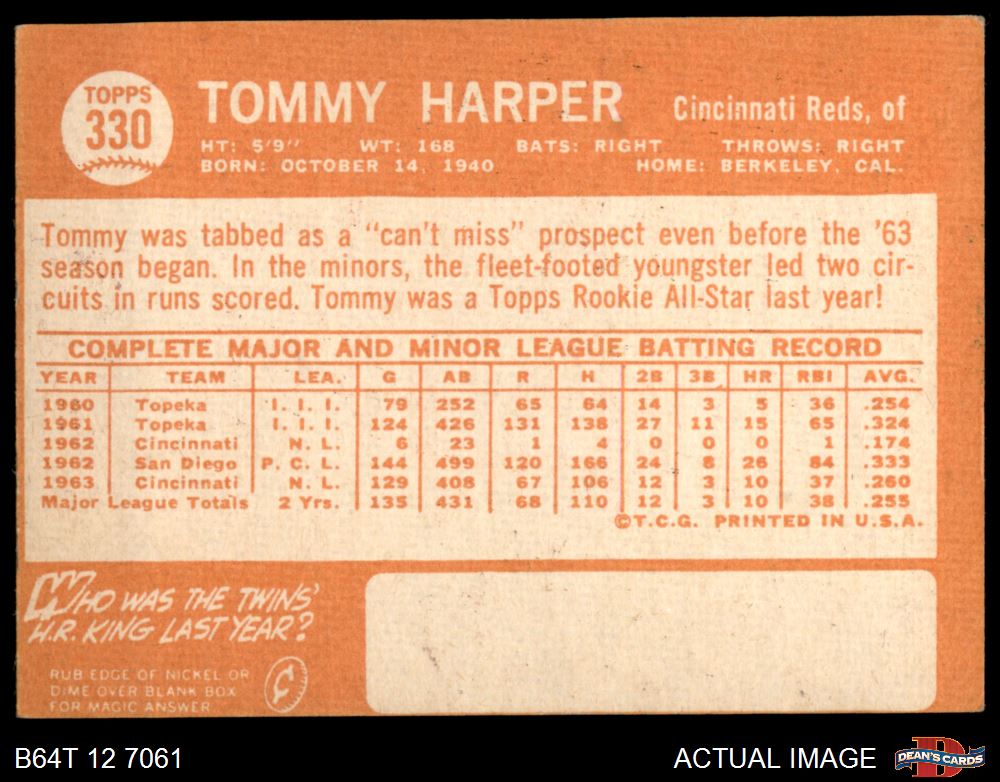 TOPPS
330
TOMMY HARPER Cincinnati Reds, of
HT: 5'9" WT: 168 BATS: RIGHT THROWS: RIGHT
BORN: OCTOBER 14, 1940 HOME: BERKELEY, CAL.
Tommy was tabbed as a "can't miss" prospect even before the '63
season began. In the minors, the fleet-footed youngster led two cir-
cuits in runs scored. Tommy was a Topps Rookie All-Star last year!
COMPLETE MAJOR AND MINOR LEAGUE BATTING RECORD
YEAR TEAM LEA. G AB R H 2B 3B HR RBI AVG.
1960 Topeka I. I. I. 79 252 65 64 14 3 5 36 .254
1961 Topeka I. I. I. 124 426 131 138 27 11 15 65 .324
1962 Cincinnati N. L. 6 23 1 4 0 0 0 1 .174
1962 San Diego P. C. L. 144 499 120 166 24 8 26 84 .333
1963 Cincinnati N. L. 129 408 67 106 12 3 10 37 .260
Major League Totals 2 Yrs. 135 431 68 110 12 3 10 38 .255
©T.C.G. PRINTED IN U.S.A.
WHO WAS THE TWINS'
H.R. KING LAST YEAR?
RUB EDGE OF NICKEL OR
DIME OVER BLANK BOX
FOR MAGIC ANSWER
B64T 12 7061 ACTUAL IMAGE
D
DEAN'S CARDS